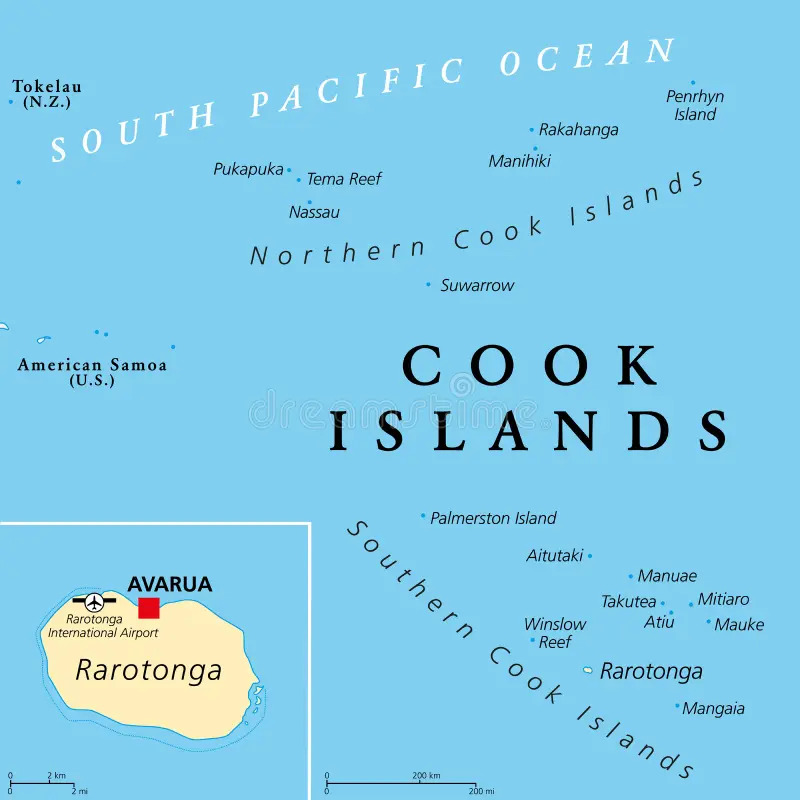 SOUTH PACIFIC OCEAN
Tokelau
(N.Z.)
Penrhyn
Island
Rakahanga
Manihiki
Pukapuka
Tema Reef
Nassau
Northern Cook Islands
Suwarrow
American Samoa
(U.S.)
COOK
ISLANDS
dreamstime
Palmerston Island
Aitutaki
Manuae
Takutea
Mitiaro
Atiu
Mauke
Winslow
Reef
Rarotonga
Mangaia
Southern Cook Islands
AVARUA
Rarotonga
International Airport
Rarotonga
0 2 km
0 2 mi
0 200 km
0 200 mi